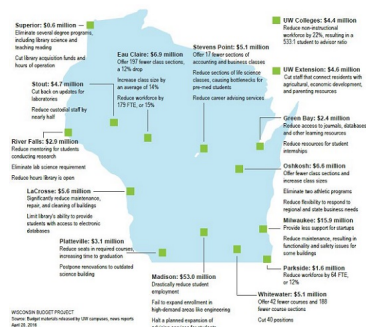 Superior: $0.6 million
Eliminate several degree programs,
including library science and
teaching reading
Cut library acquisition funds and
hours of operation
Stout: $4.7 million
Cut back on updates for
laboratories
Reduce custodial staff by
nearly half
River Falls: $2.9 million
Reduce mentoring for students
conducting research
Eliminate lab science requirement
Reduce hours library is open
LaCrosse: $5.6 million
Significantly reduce maintenance,
repair, and cleaning of buildings
Limit library's ability to provide
students with access to electronic
databases
Platteville: $3.1 million
Reduce seats in required courses,
increasing time to graduation
Postpone renovations to outdated
science building
Eau Claire: $6.9 million
Offer 197 fewer class sections,
a 12% drop
Increase class size by
an average of 14%
Reduce workforce by
179 FTE, or 15%
Stevens Point: $5.1 million
Offer 17 fewer sections of
accounting and business classes
Reduce sections of life science
classes, causing bottlenecks for
pre-med students
Reduce career advising services
Madison: $53.0 million
Drastically reduce student
employment
Fail to expand enrollment in
high-demand areas like engineering
Halt a planned expansion of
advising services for students
UW Colleges: $4.4 million
Reduce non-instructional
workforce by 22%, resulting in a
533:1 student to advisor ratio
UW Extension: $4.6 million
Cut staff that connect residents with
agricultural, economic development,
and parenting resources
Green Bay: $2.4 million
Reduce access to journals, databases
and other learning resources
Reduce resources for student
internships
Oshkosh: $6.6 million
Offer fewer class sections and
increase class sizes
Eliminate two athletic programs
Reduce flexibility to respond to
regional and state business needs
Milwaukee: $15.9 million
Provide less support for startups
Reduce maintenance, resulting in
functionality and safety issues for
some buildings
Parkside: $1.6 million
Reduce workforce by 64 FTE,
or 12%
Whitewater: $5.1 million
Offer 42 fewer courses and 188
fewer course sections
Cut 40 positions
WISCONSIN BUDGET PROJECT
Source: Budget materials released by UW campuses, news reports
April 28, 2016